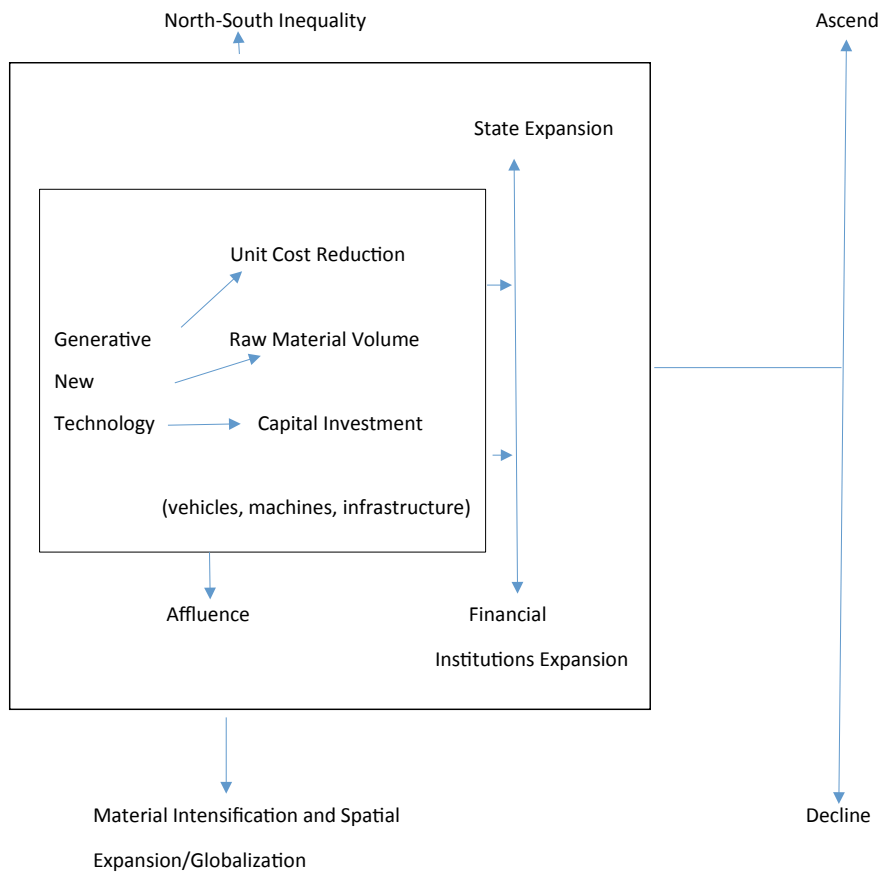 North-South Inequality
Ascend
State Expansion
Unit Cost Reduction
Generative
Raw Material Volume
New
Technology
Capital Investment
(vehicles, machines, infrastructure)
Affluence
Financial
Institutions Expansion
Material Intensification and Spatial
Decline
Expansion/Globalization